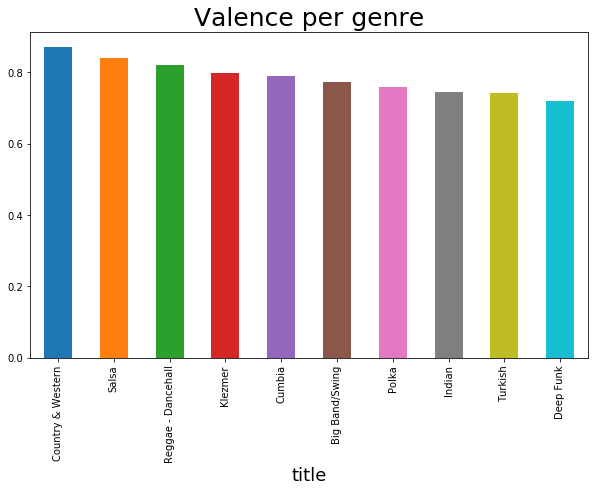 Valence per genre
0.8
0.6
0.4
0.2
0.0
Country & Western
Salsa
Reggae - Dancehall
Klezmer
Cumbia
Big Band/Swing
Polka
Indian
Turkish
Deep Funk
title